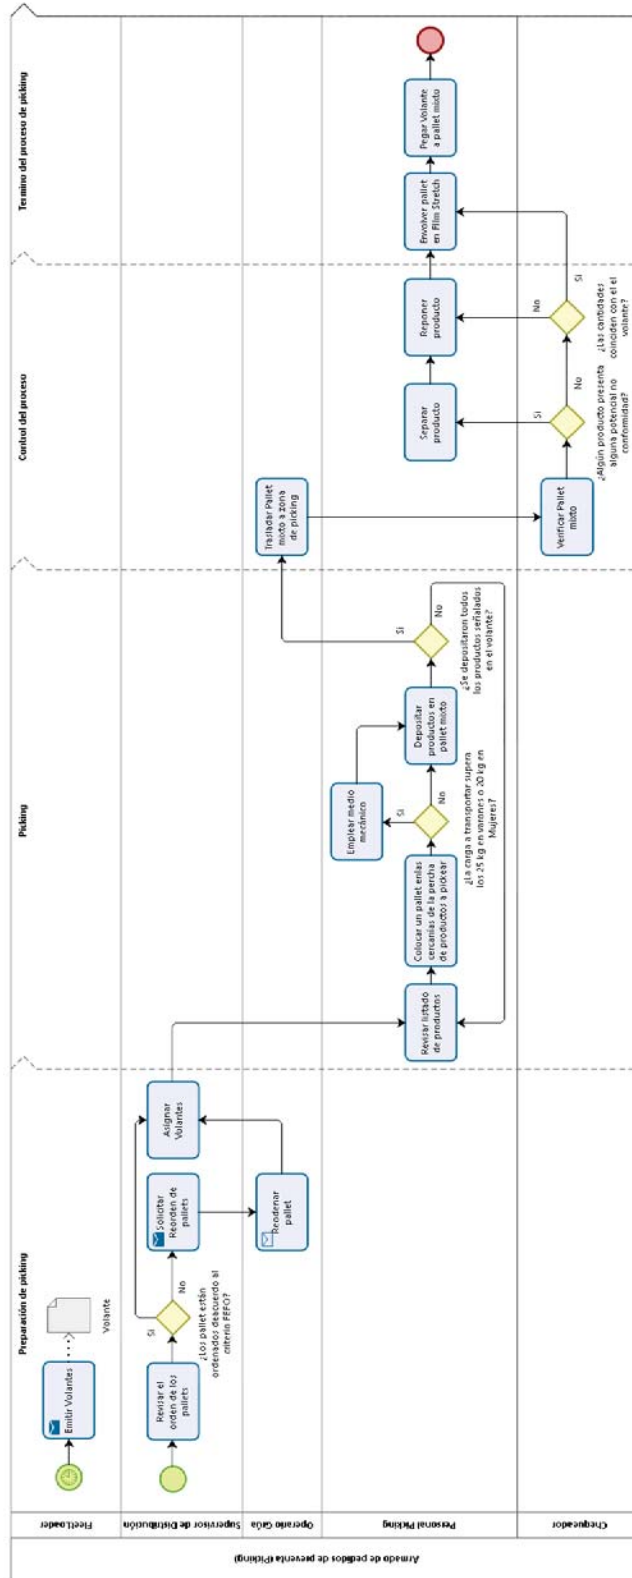 Armado de pedidos de preventa (Picking)
Preparación de picking
Picking
Control del proceso
Termino del proceso de picking
FleetLoader
Emitir Volantes
Volante
Supervisor de Distribución
Revisar el
orden de los
pallets
¿Los pallet están
ordenados deacuerdo al
criterio FEFO?
Si
No
Solicitar
Reorden de
pallets
Asignar
Volantes
Operario Grúa
Reodenar
pallet
Trasladar Pallet
mixto a zona
de picking
Personal Picking
Revisar listado
de productos
Colocar un pallet enlas
cercanías de la percha
de productos a pickear
¿La carga a transportar supera
los 25 kg en varones o 20 kg en
Mujeres?
Si
No
Emplear medio
mecánico
Depositar
productos en
pallet mixto
¿Se depositaron todos
los productos señalados
en el volante?
Si
No
Separar
producto
Reponer
producto
Envolver pallet
en Film Stretch
Pegar Volante
a pallet mixto
Chequeador
Verificar Pallet
mixto
¿Algún producto presenta
alguna potencial no
conformidad?
Si
No
¿Las cantidades
coinciden con el el
volante?
No
Si